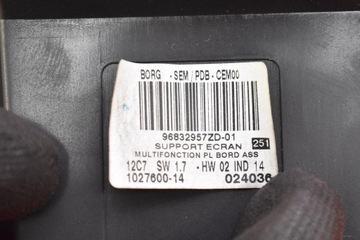 BORG - SEM / PDB - CEM00
96832957ZD-01
SUPPORT ECRAN 251
MULTIFONCTION PL BORD ASS
12C7 SW 1.7 - HW 02 IND 14
1027600-14 024036